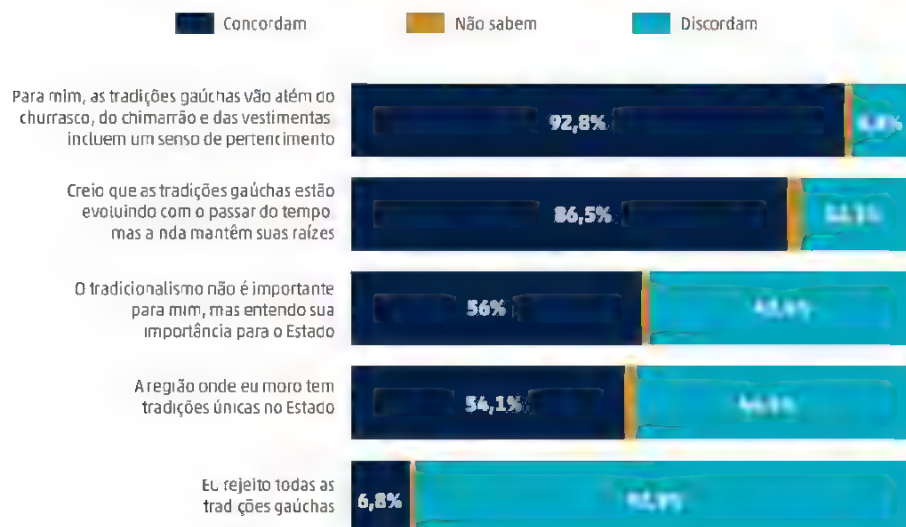 Concordam
Não sabem
Discordam
Para mim, as tradições gaúchas vão além do
churrasco, do chimarrão e das vestimentas,
incluem um senso de pertencimento
92,8%
Creio que as tradições gaúchas estão
evoluindo com o passar do tempo,
mas ainda mantêm suas raízes
86,5%
O tradicionalismo não é importante
para mim, mas entendo sua
importância para o Estado
56%
A região onde eu moro tem
tradições únicas no Estado
54,1%
Eu rejeito todas as
tradições gaúchas
6,8%